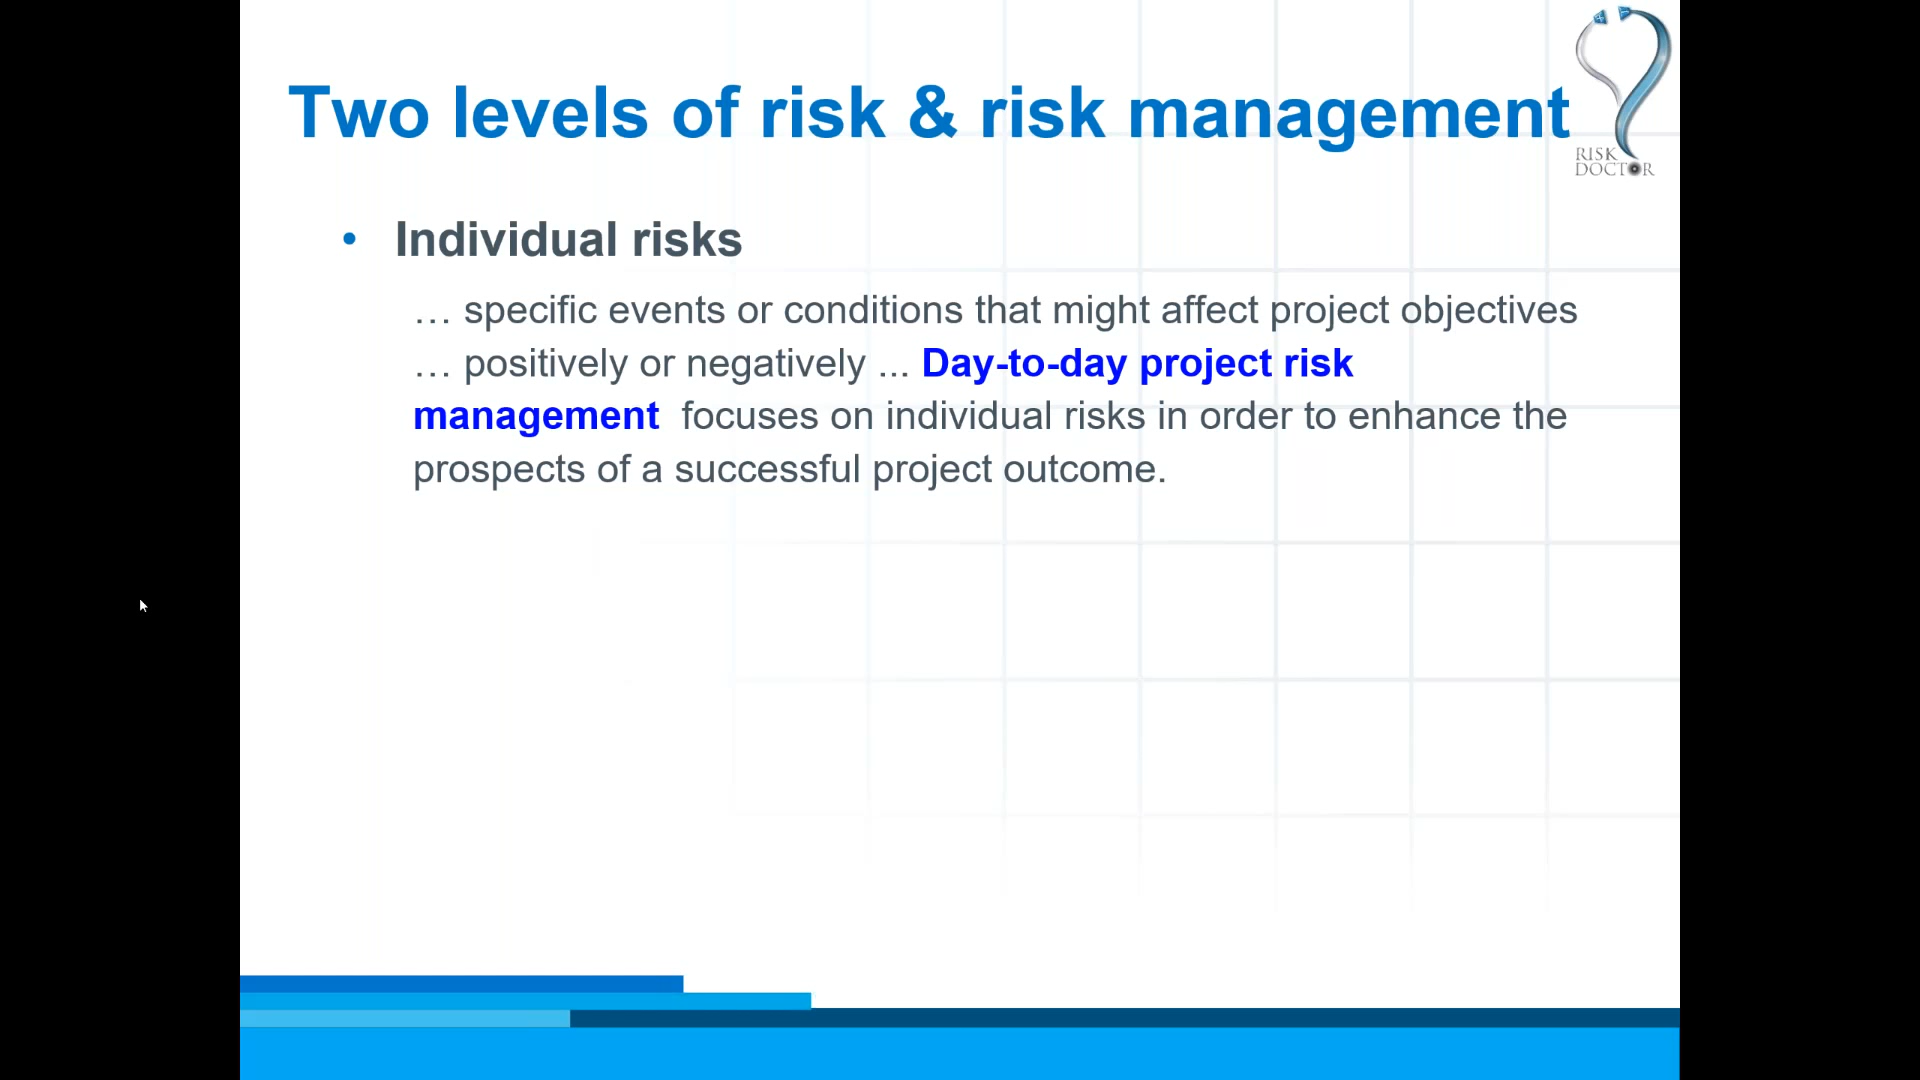 Two levels of risk & risk management
RISK
DOCTOR
• Individual risks
… specific events or conditions that might affect project objectives
… positively or negatively ... Day-to-day project risk
management focuses on individual risks in order to enhance the
prospects of a successful project outcome.